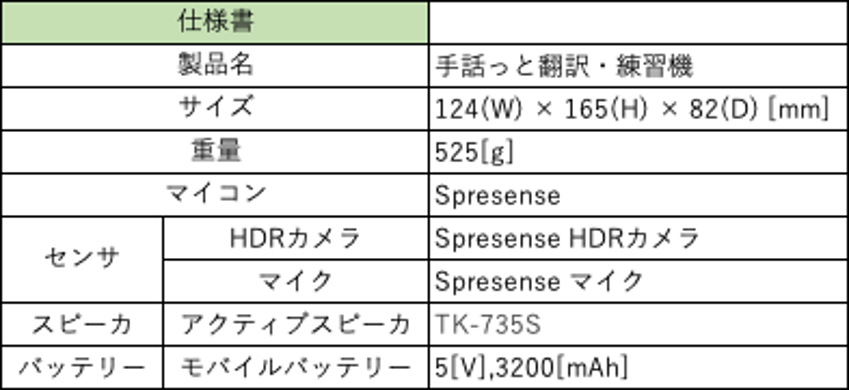 仕様書
製品名 手話っと翻訳・練習機
サイズ 124(W) × 165(H) × 82(D) [mm]
重量 525[g]
マイコン Spresense
センサ HDRカメラ Spresense HDRカメラ
マイク Spresense マイク
スピーカ アクティブスピーカ TK-735S
バッテリー モバイルバッテリー 5[V],3200[mAh]